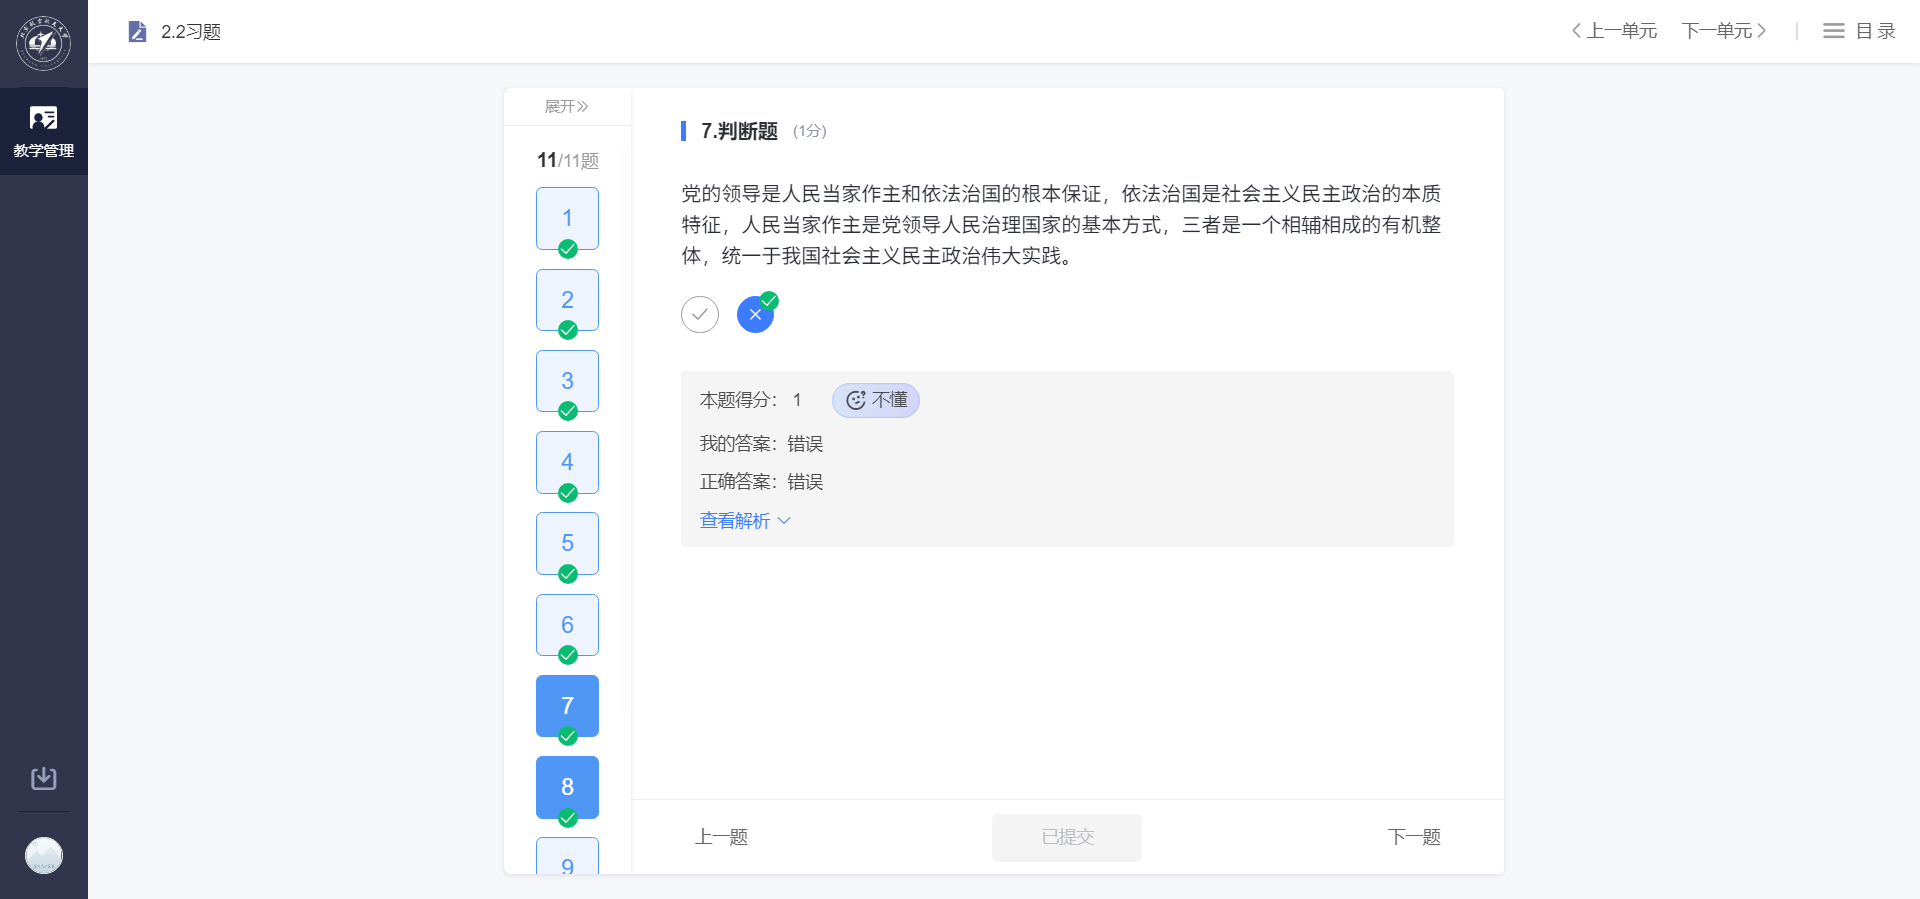 2.2习题
上一单元
下一单元
目录
教学管理
展开
11/11题
1
2
3
4
5
6
7
8
9
7.判断题 (1分)
党的领导是人民当家作主和依法治国的根本保证，依法治国是社会主义民主政治的本质
特征，人民当家作主是党领导人民治理国家的基本方式，三者是一个相辅相成的有机整
体，统一于我国社会主义民主政治伟大实践。
本题得分： 1 不懂
我的答案：错误
正确答案：错误
查看解析
上一题
已提交
下一题